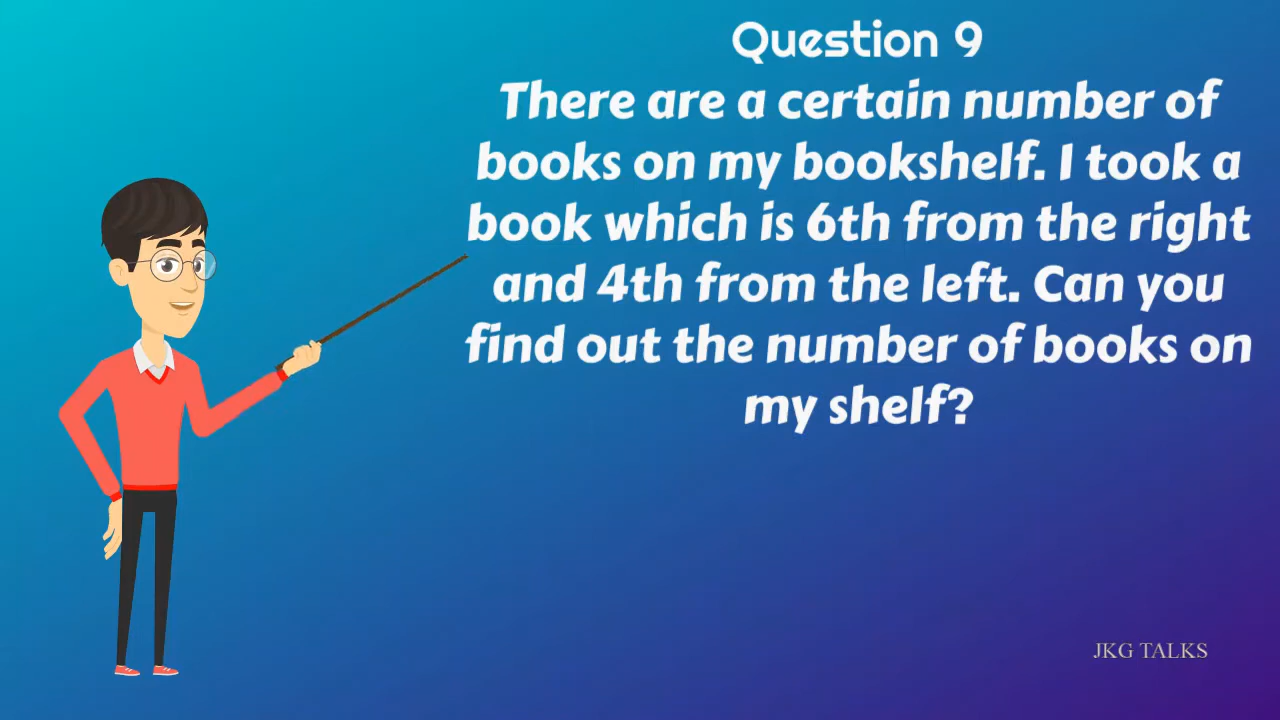 Question 9
There are a certain number of
books on my bookshelf. I took a
book which is 6th from the right
and 4th from the left. Can you
find out the number of books on
my shelf?
JKG TALKS